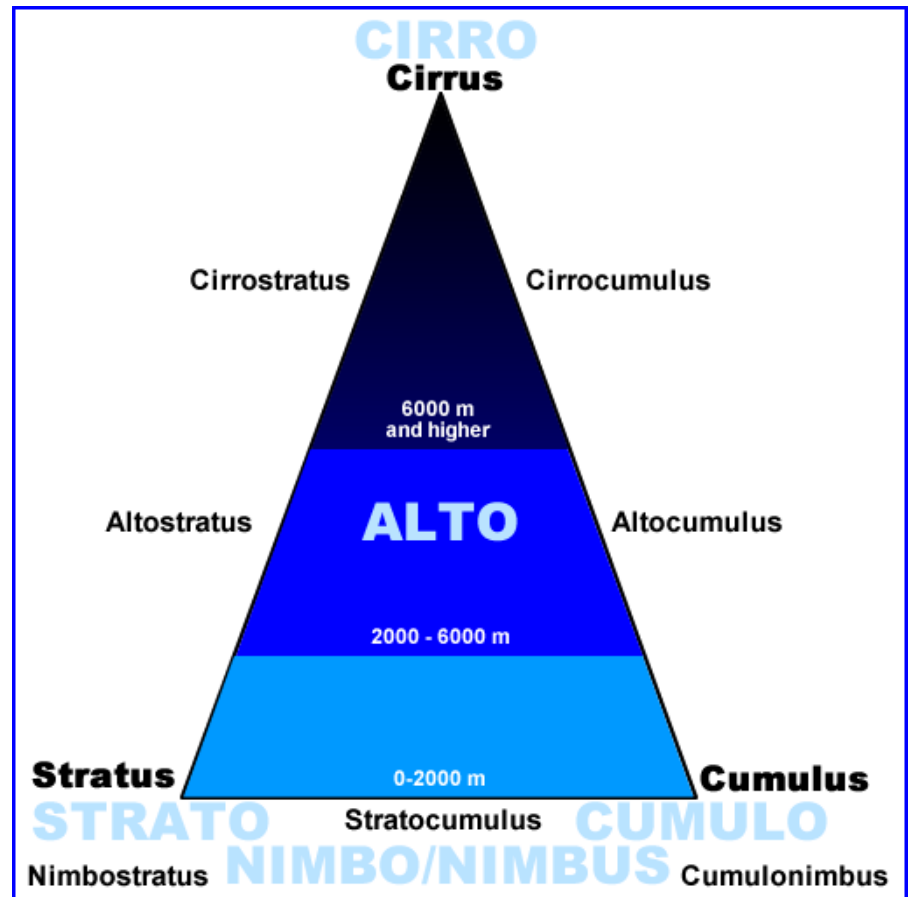 CIRRO
Cirrus
Cirrostratus
Cirrocumulus
6000 m
and higher
Altostratus
ALTO
Altocumulus
2000 - 6000 m
Stratus
0-2000 m
Cumulus
STRATO
Stratocumulus
CUMULO
Nimbostratus
NIMBO/NIMBUS
Cumulonimbus